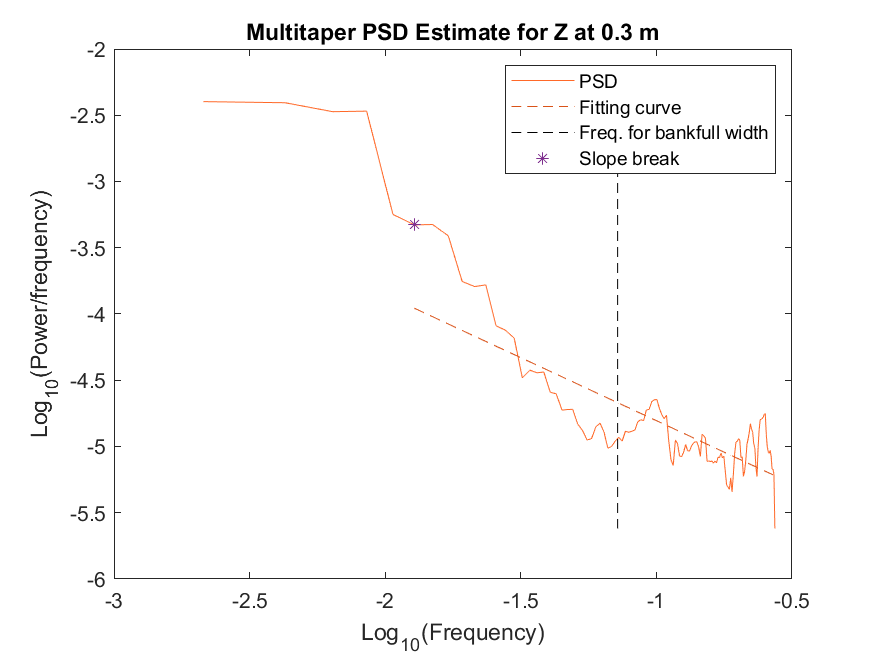 Multitaper PSD Estimate for Z at 0.3 m
-2
-2.5
-3
-3.5
-4
-4.5
-5
-5.5
-6
Log10(Power/frequency)
PSD
Fitting curve
Freq. for bankfull width
Slope break
-3 -2.5 -2 -1.5 -1 -0.5
Log10(Frequency)